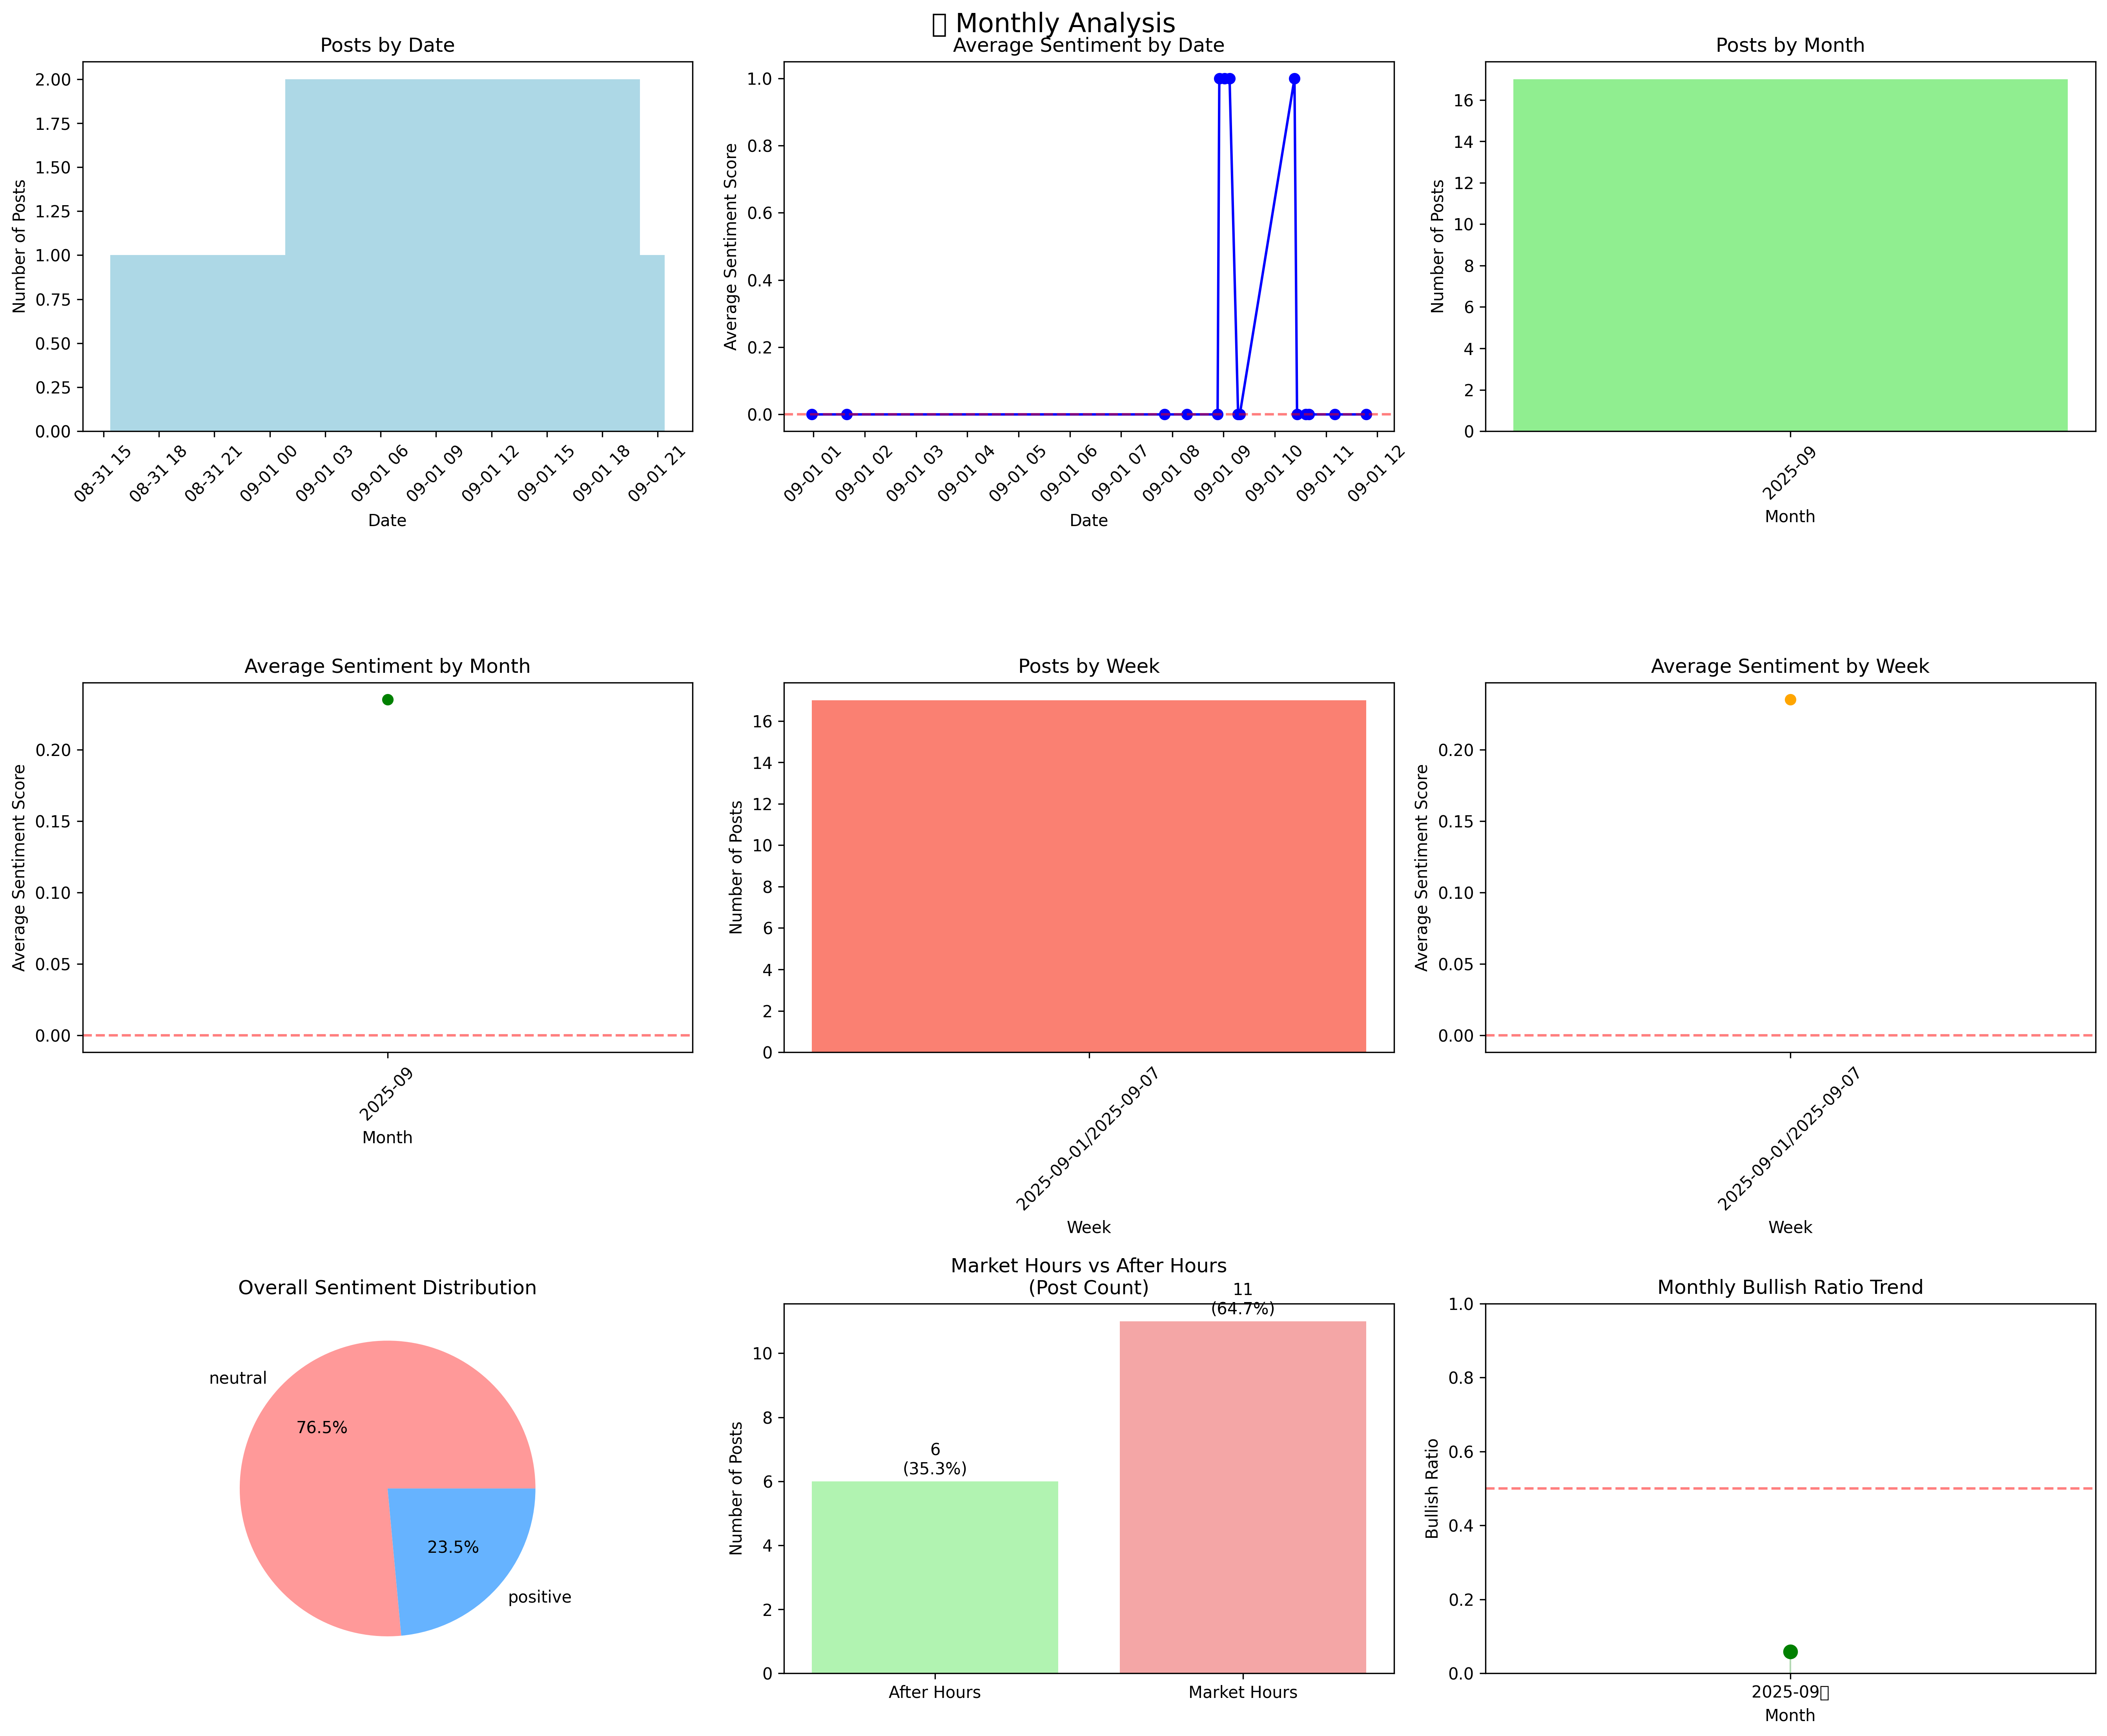 Monthly Analysis
Posts by Date
Number of Posts
2.00
1.75
1.50
1.25
1.00
0.75
0.50
0.25
0.00
08-31 15
08-31 18
08-31 21
09-01 00
09-01 03
09-01 06
09-01 09
09-01 12
09-01 15
09-01 18
09-01 21
Date
Average Sentiment by Date
Average Sentiment Score
1.0
0.8
0.6
0.4
0.2
0.0
09-01 01
09-01 02
09-01 03
09-01 04
09-01 05
09-01 06
09-01 07
09-01 08
09-01 09
09-01 10
09-01 11
09-01 12
Date
Posts by Month
Number of Posts
16
14
12
10
8
6
4
2
0
2025-09
Month
Average Sentiment by Month
Average Sentiment Score
0.20
0.15
0.10
0.05
0.00
2025-09
Month
Posts by Week
Number of Posts
16
14
12
10
8
6
4
2
0
2025-09-01/2025-09-07
Week
Average Sentiment by Week
Average Sentiment Score
0.20
0.15
0.10
0.05
0.00
2025-09-01/2025-09-07
Week
Overall Sentiment Distribution
neutral
76.5%
23.5%
positive
Market Hours vs After Hours
(Post Count)
Number of Posts
10
8
6
4
2
0
6
(35.3%)
11
(64.7%)
After Hours
Market Hours
Monthly Bullish Ratio Trend
Bullish Ratio
1.0
0.8
0.6
0.4
0.2
0.0
2025-09
Month